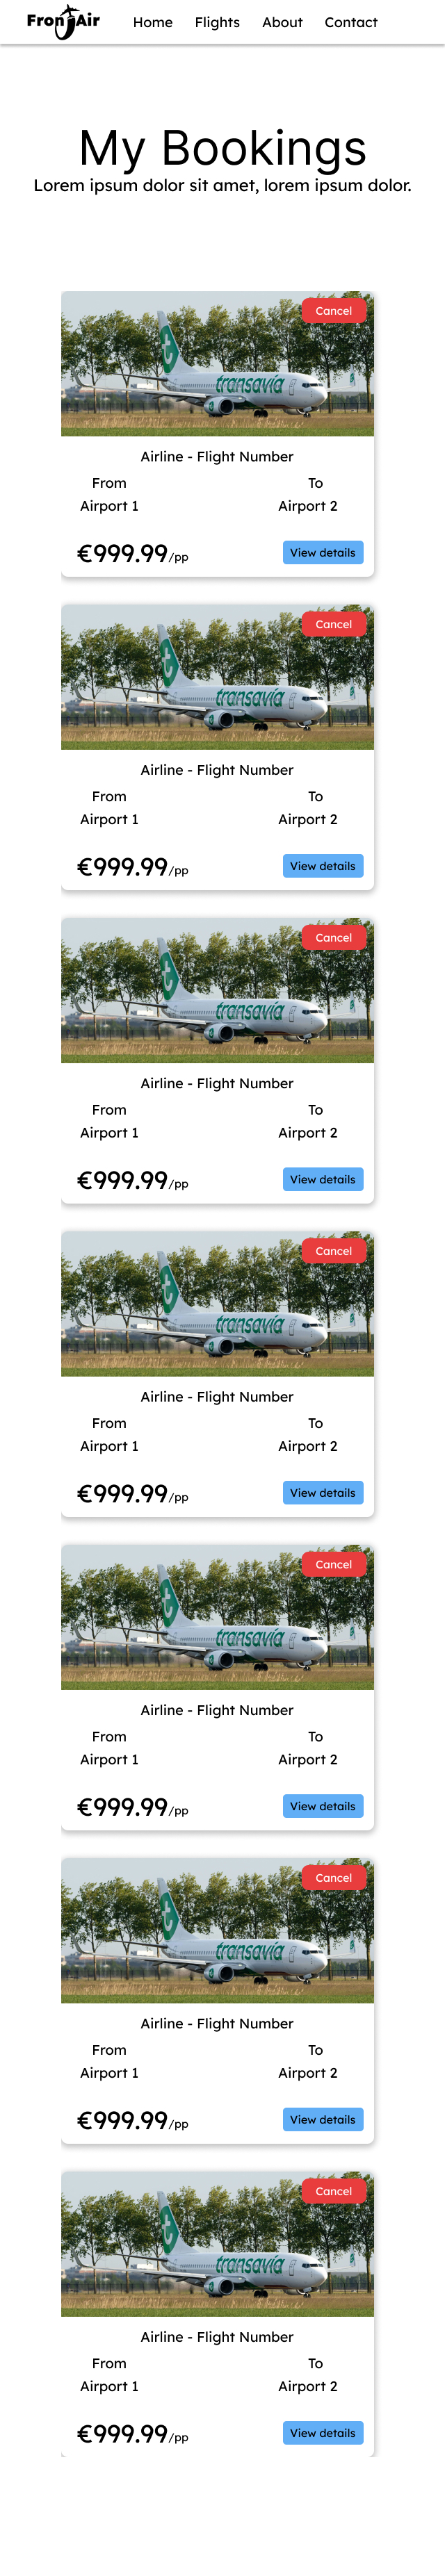 FronJAir Home Flights About Contact
My Bookings
Lorem ipsum dolor sit amet, lorem ipsum dolor.
Cancel
transavia
Airline - Flight Number
From To
Airport 1 Airport 2
€999.99/pp View details
Cancel
transavia
Airline - Flight Number
From To
Airport 1 Airport 2
€999.99/pp View details
Cancel
transavia
Airline - Flight Number
From To
Airport 1 Airport 2
€999.99/pp View details
Cancel
transavia
Airline - Flight Number
From To
Airport 1 Airport 2
€999.99/pp View details
Cancel
transavia
Airline - Flight Number
From To
Airport 1 Airport 2
€999.99/pp View details
Cancel
transavia
Airline - Flight Number
From To
Airport 1 Airport 2
€999.99/pp View details
Cancel
transavia
Airline - Flight Number
From To
Airport 1 Airport 2
€999.99/pp View details